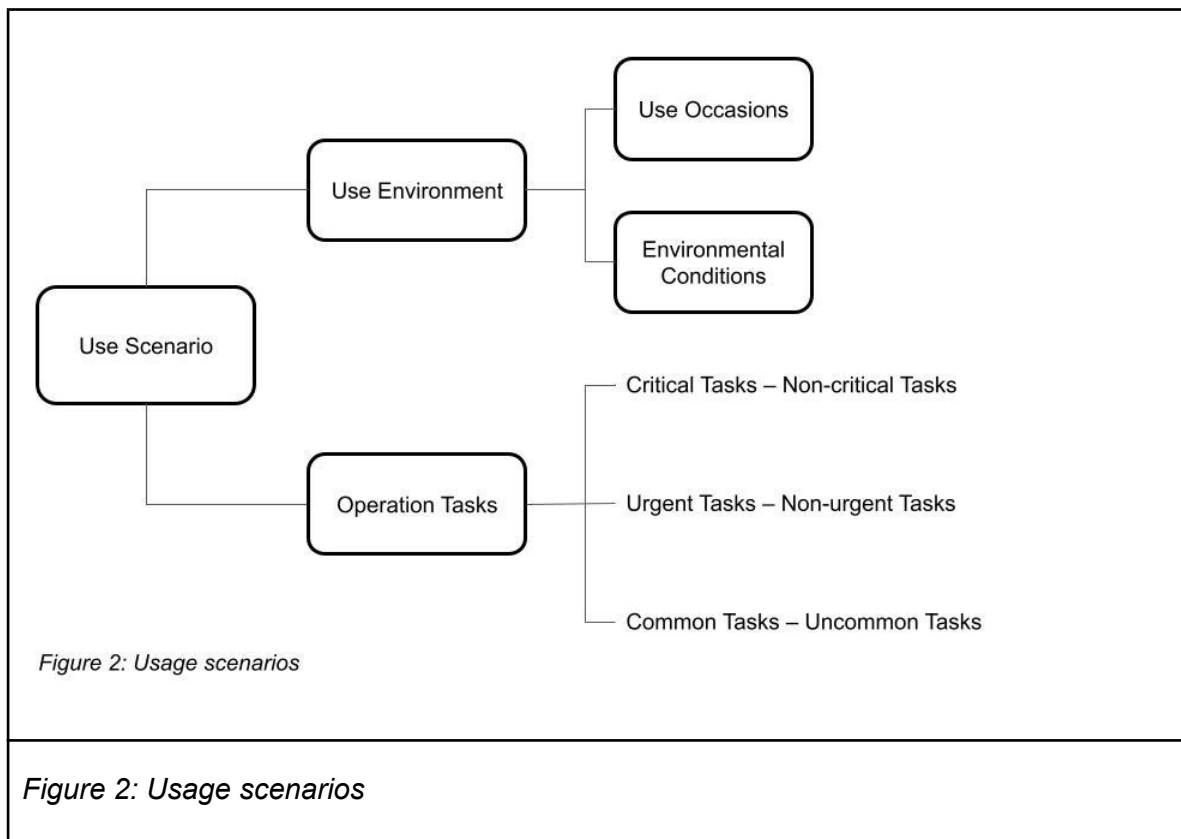 Use Occasions
Use Environment
Environmental
Conditions
Use Scenario
Critical Tasks – Non-critical Tasks
Operation Tasks
Urgent Tasks – Non-urgent Tasks
Common Tasks – Uncommon Tasks
Figure 2: Usage scenarios
Figure 2: Usage scenarios